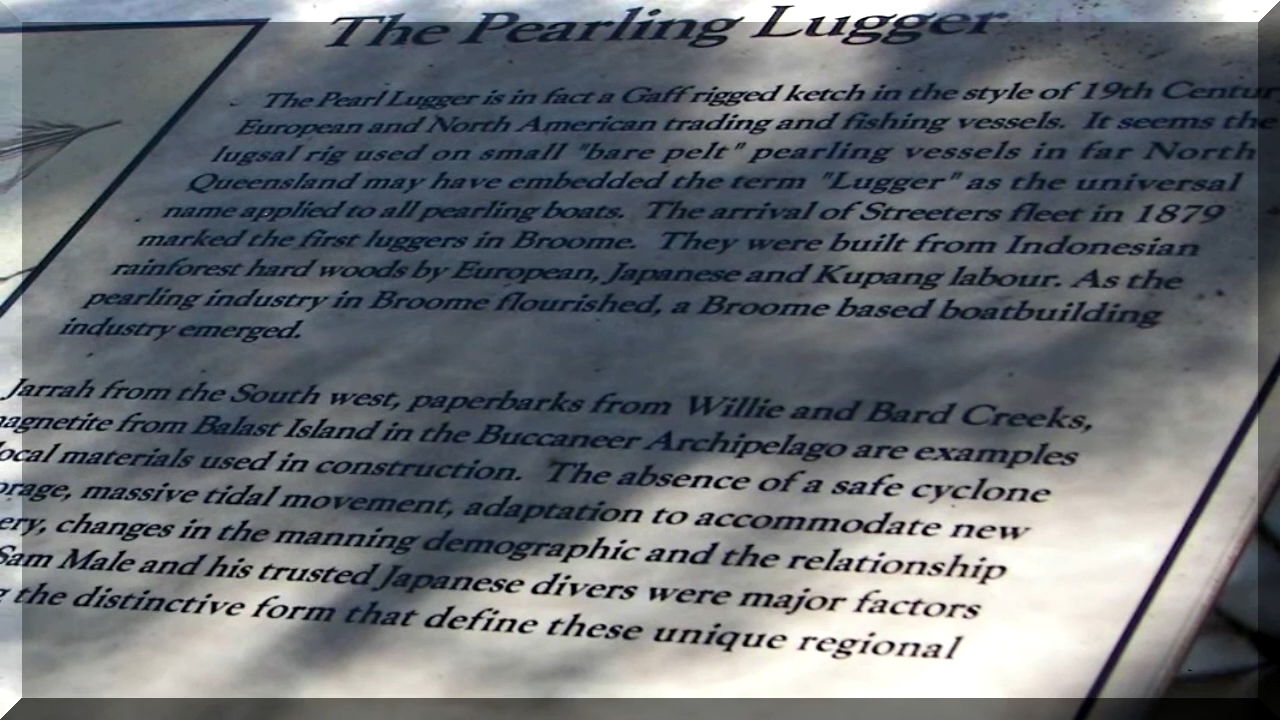 The Pearling Lugger
The Pearl Lugger is in fact a Gaff rigged ketch in the style of 19th
European and North American trading and fishing vessels. It seems the
lugsal rig used on small "bare pelt" pearling vessels in far North
Queensland may have embedded the term "Lugger" as the universal
name applied to all pearling boats. The arrival of Streeters fleet in 1879
marked the first luggers in Broome. They were built from Indonesian
rainforest hard woods by European, Japanese and Kupang labour. As the
pearling industry in Broome flourished, a Broome based boatbuilding
industry emerged.
Jarrah from the South west, paperbarks from Willie and Bard Creeks,
from Balast Island in the Buccaneer Archipelago are examples
materials used in construction. The absence of a safe cyclone
massive tidal movement, adaptation to accommodate new
changes in the manning demographic and the relationship
Sam Male and his trusted Japanese divers were major factors
the distinctive form that define these unique regional